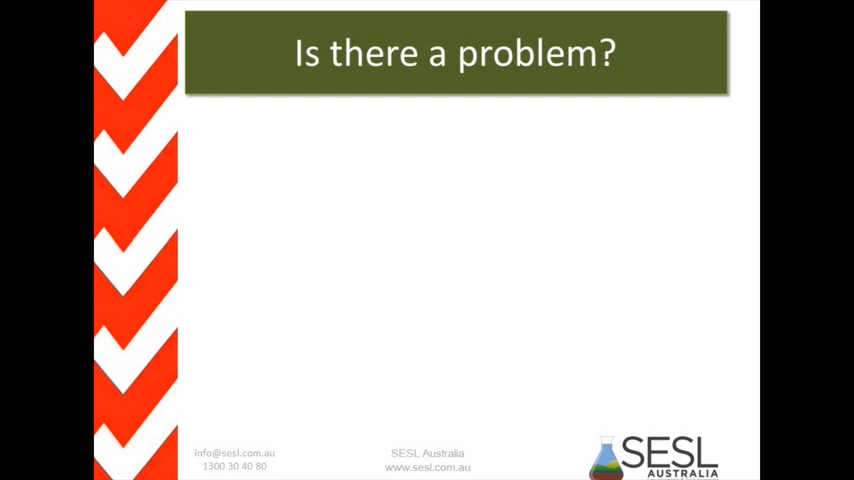 Is there a problem?
info@sesl.com.au
1300 30 40 80
SESL Australia
www.sesl.com.au
SESL
AUSTRALIA